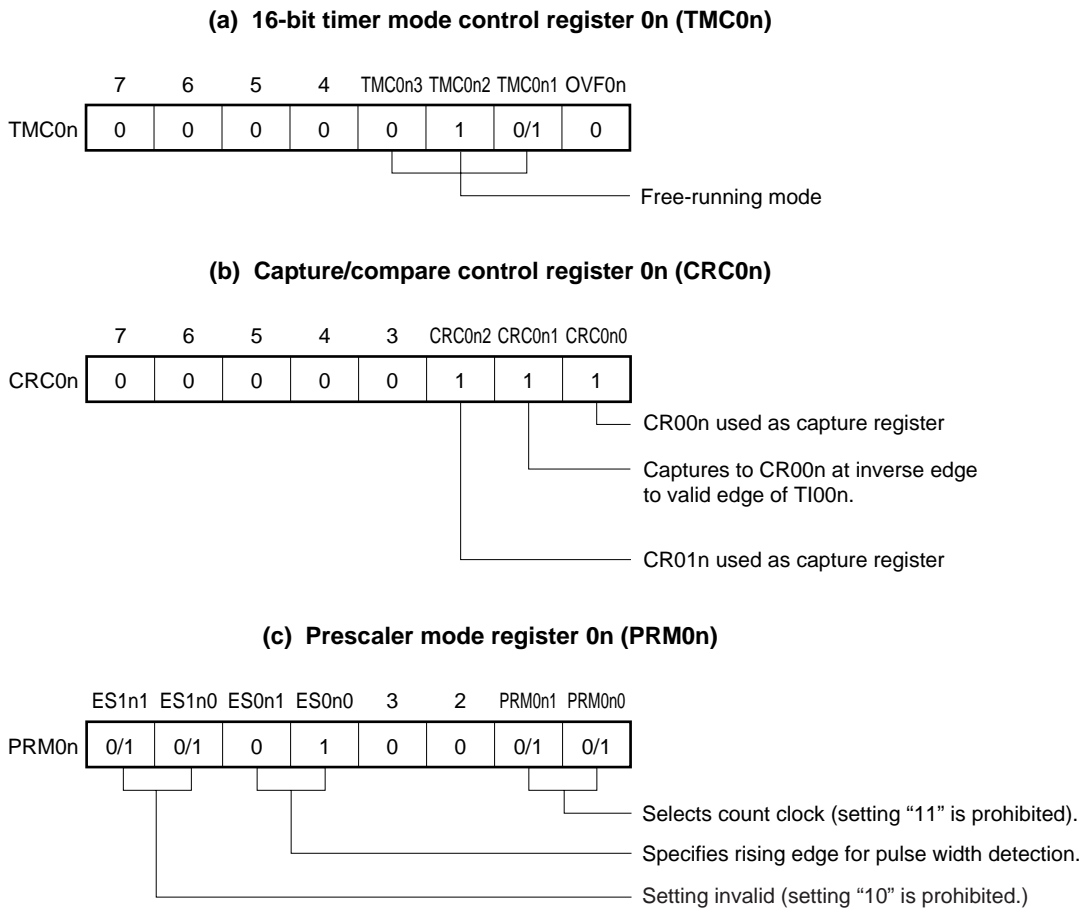 (a) 16-bit timer mode control register 0n (TMC0n)
7 6 5 4 TMC0n3 TMC0n2 TMC0n1 OVF0n
TMC0n 0 0 0 0 0 1 0/1 0
Free-running mode
(b) Capture/compare control register 0n (CRC0n)
7 6 5 4 3 CRC0n2 CRC0n1 CRC0n0
CRC0n 0 0 0 0 0 1 1 1
CR00n used as capture register
Captures to CR00n at inverse edge
to valid edge of TI00n.
CR01n used as capture register
(c) Prescaler mode register 0n (PRM0n)
ES1n1 ES1n0 ES0n1 ES0n0 3 2 PRM0n1 PRM0n0
PRM0n 0/1 0/1 0 1 0 0 0/1 0/1
Selects count clock (setting “11” is prohibited).
Specifies rising edge for pulse width detection.
Setting invalid (setting “10” is prohibited.)